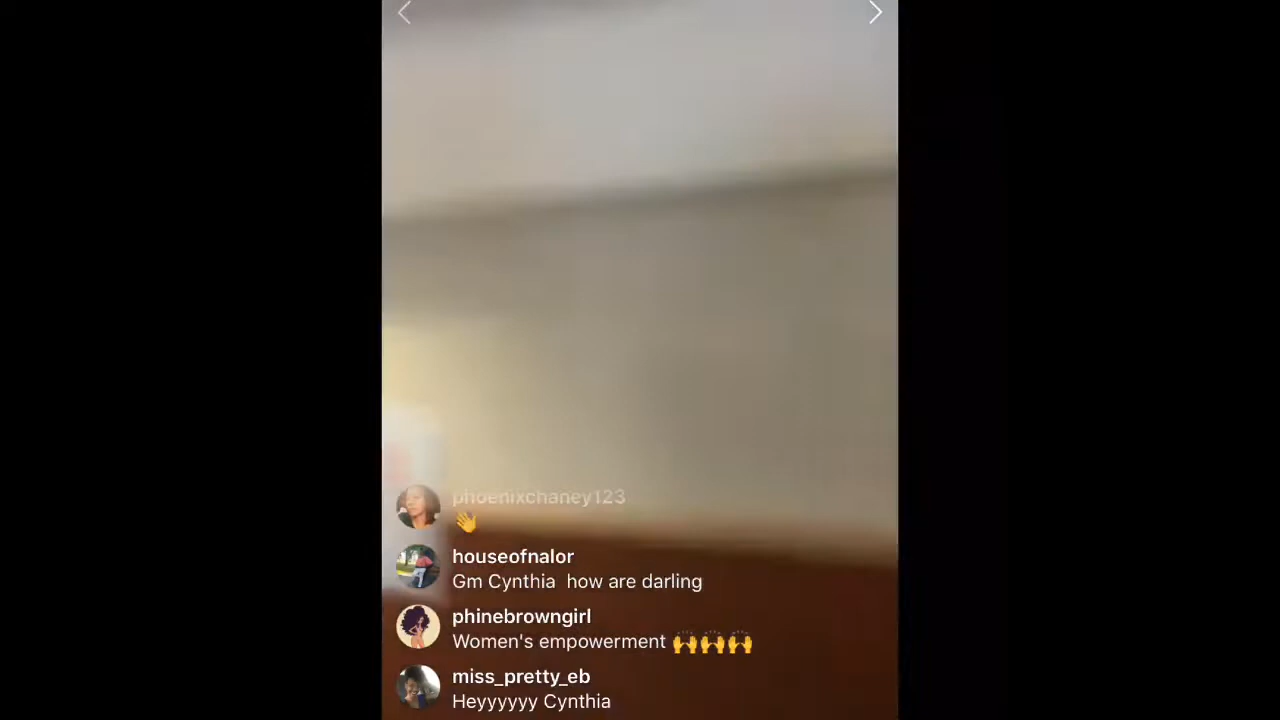 phoenixchaney123
👋
houseofnalor
Gm Cynthia  how are darling
phinebrowngirl
Women's empowerment 🙌🙌🙌
miss_pretty_eb
Heyyyyyy Cynthia